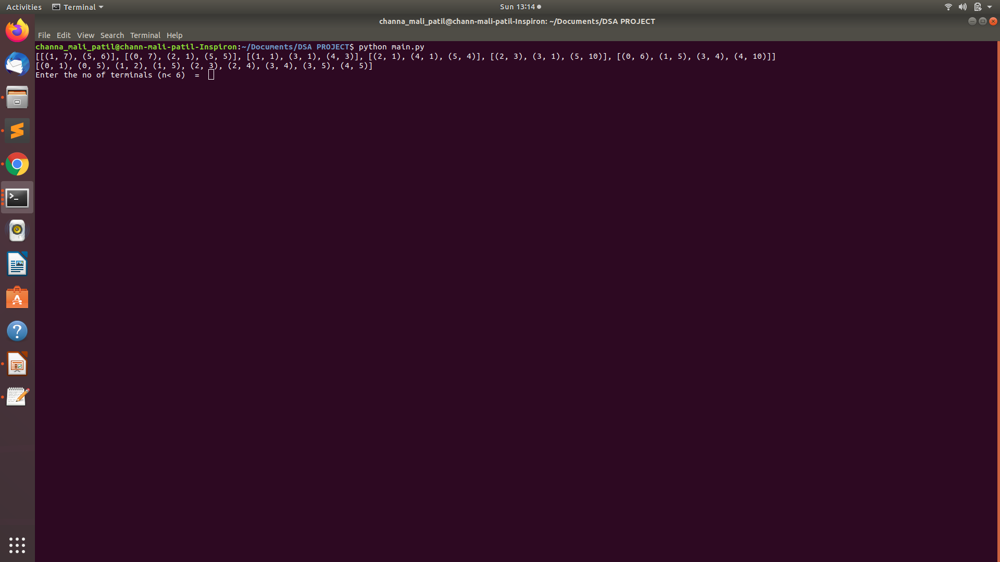 Activities Terminal Sun 13:14
channa_mali_patil@chann-mali-patil-Inspiron: ~/Documents/DSA PROJECT
File Edit View Search Terminal Help
channa_mali_patil@chann-mali-patil-Inspiron:~/Documents/DSA PROJECT$ python main.py
[[(1, 7), (5, 6)], [(0, 7), (2, 1), (5, 5)], [(1, 1), (3, 1), (4, 3)], [(2, 1), (4, 1), (5, 4)], [(2, 3), (3, 1), (5, 10)], [(0, 6), (1, 5), (3, 4), (4, 10)]]
[(0, 1), (0, 5), (1, 2), (1, 5), (2, 3), (2, 4), (3, 4), (3, 5), (4, 5)]
Enter the no of terminals (n< 6)  =